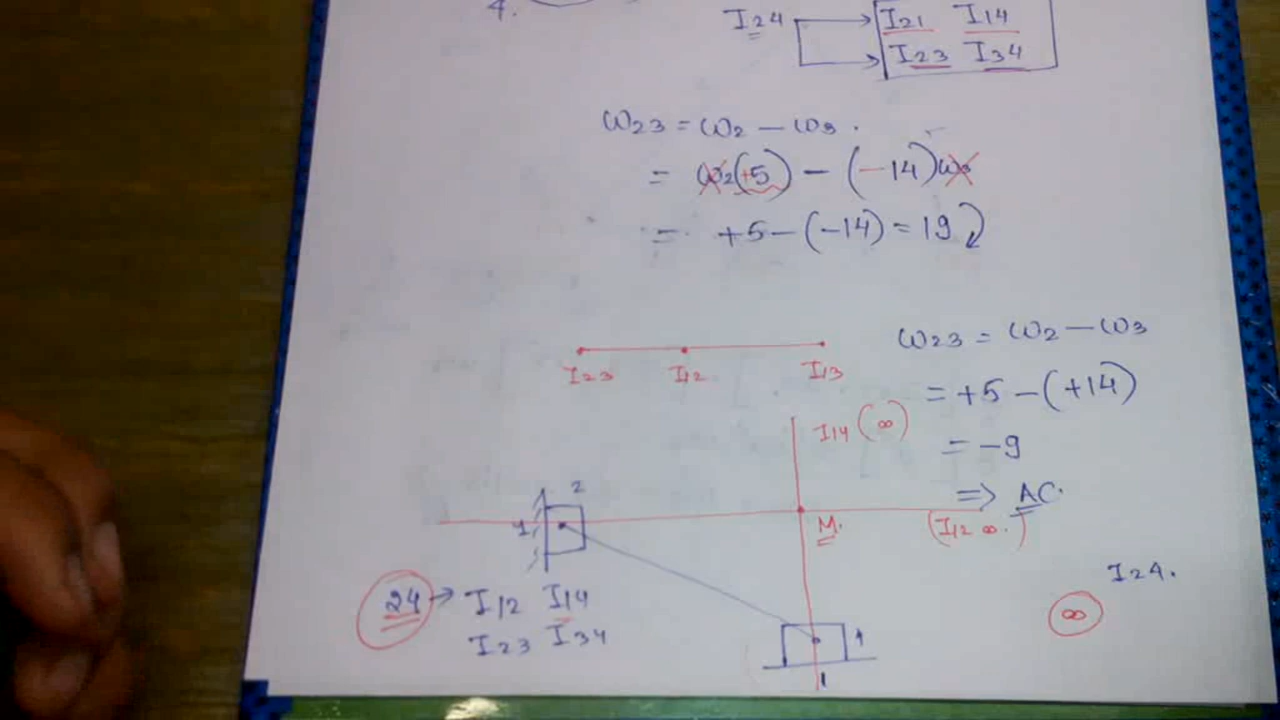 4.
I24 → I21 I14
→ I23 I34
ω23 = ω2 — ω3.
= ω2(+5) — (—14)ω3
= +5—(—14) = 19
I23 I12 I13
ω23 = ω2 — ω3
= +5 —(+14)
= —9
=> AC.
I14 (∞)
M.
(I12 ∞.)
2
1
24 → I12 I14
I23 I34
4
1
I24.
∞